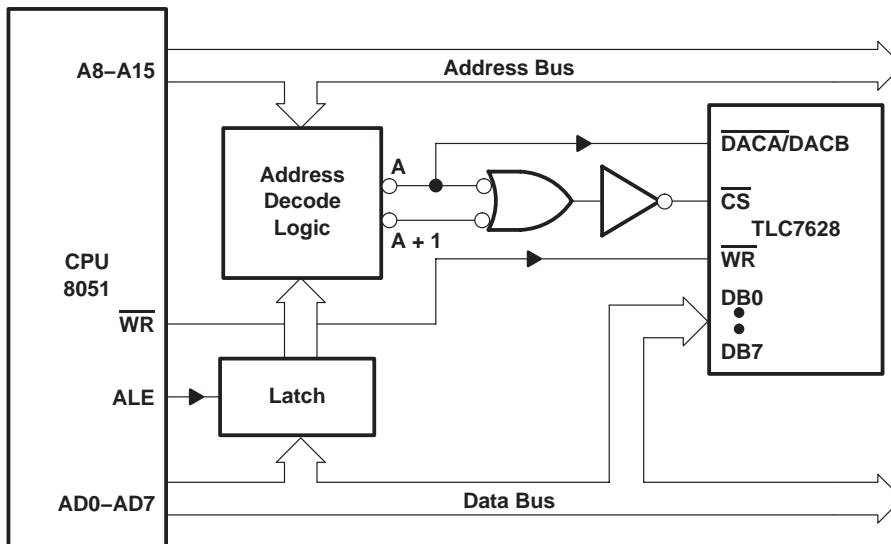 A8–A15
Address Bus
Address
Decode
Logic
A
A + 1
DACA/DACB
CS
TLC7628
WR
DB0
DB7
CPU
8051
WR
ALE
Latch
AD0–AD7
Data Bus